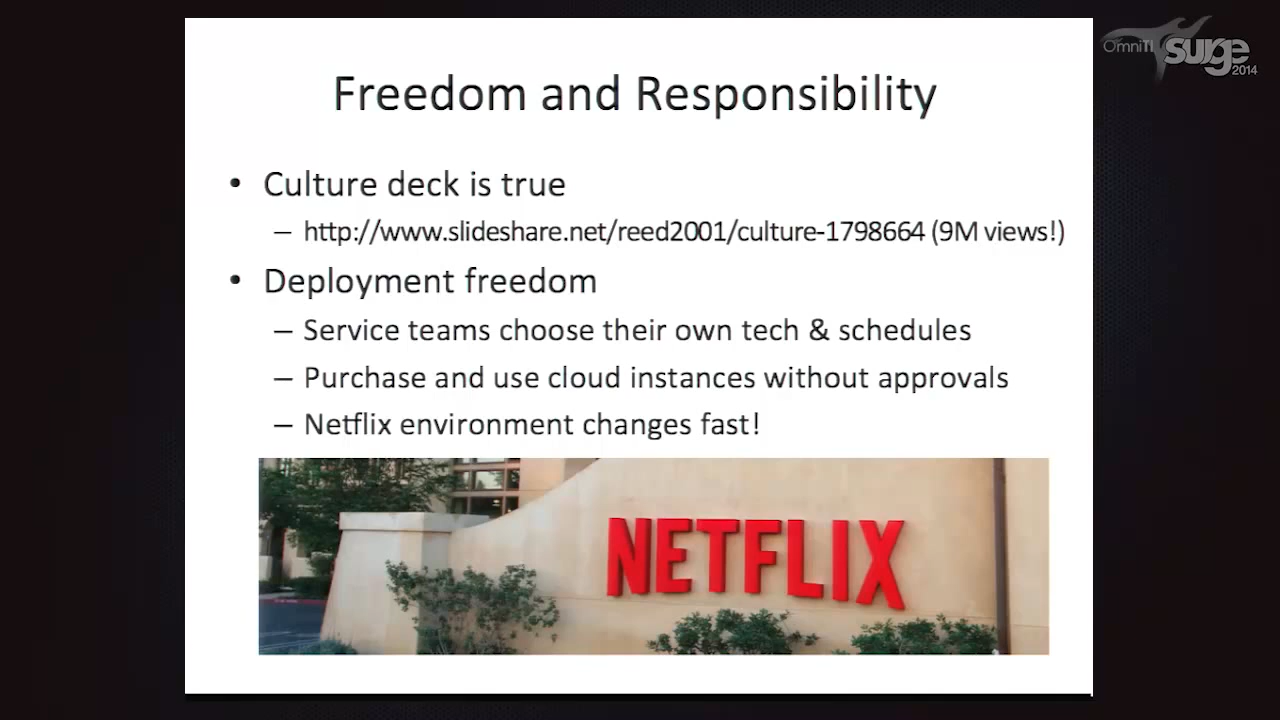 OmniTI surge 2014
Freedom and Responsibility
• Culture deck is true
– http://www.slideshare.net/reed2001/culture-1798664 (9M views!)
• Deployment freedom
– Service teams choose their own tech & schedules
– Purchase and use cloud instances without approvals
– Netflix environment changes fast!
NETFLIX